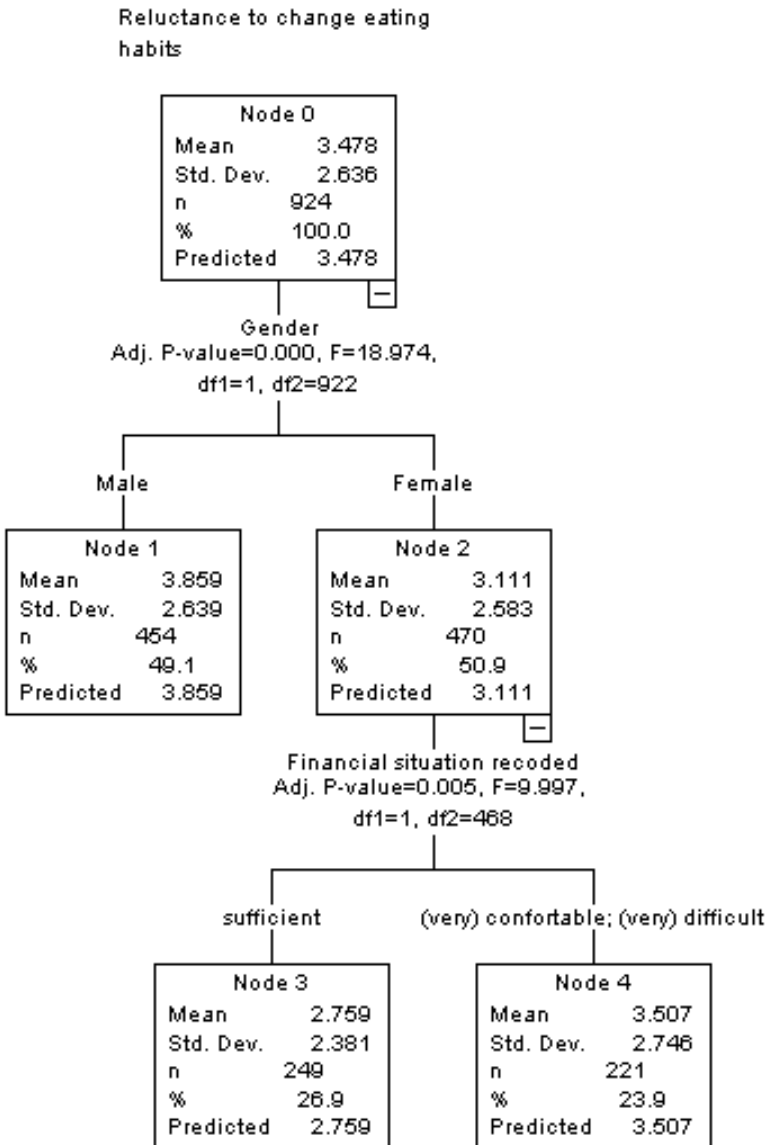 Reluctance to change eating
habits
Node 0
Mean 3.478
Std. Dev. 2.636
n 924
% 100.0
Predicted 3.478
Gender
Adj. P-value=0.000, F=18.974,
df1=1, df2=922
Male
Female
Node 1
Mean 3.859
Std. Dev. 2.639
n 454
% 49.1
Predicted 3.859
Node 2
Mean 3.111
Std. Dev. 2.583
n 470
% 50.9
Predicted 3.111
Financial situation recoded
Adj. P-value=0.005, F=9.997,
df1=1, df2=468
sufficient
(very) confortable; (very) difficult
Node 3
Mean 2.759
Std. Dev. 2.381
n 249
% 26.9
Predicted 2.759
Node 4
Mean 3.507
Std. Dev. 2.746
n 221
% 23.9
Predicted 3.507